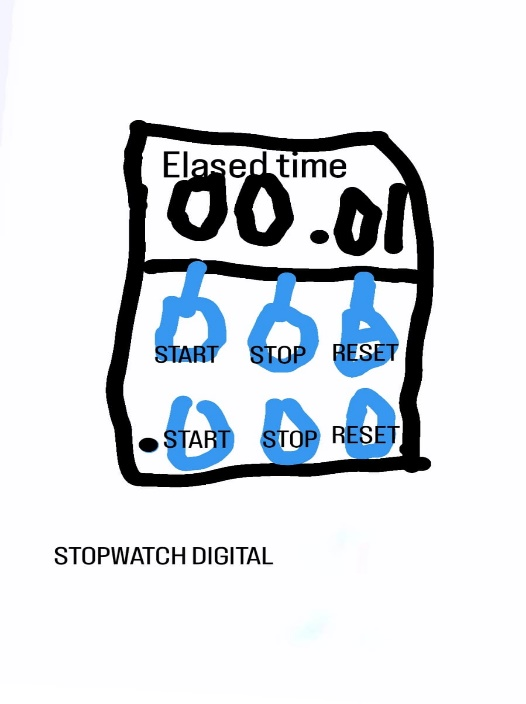 Elased time
00.01
START STOP RESET
START STOP RESET
STOPWATCH DIGITAL